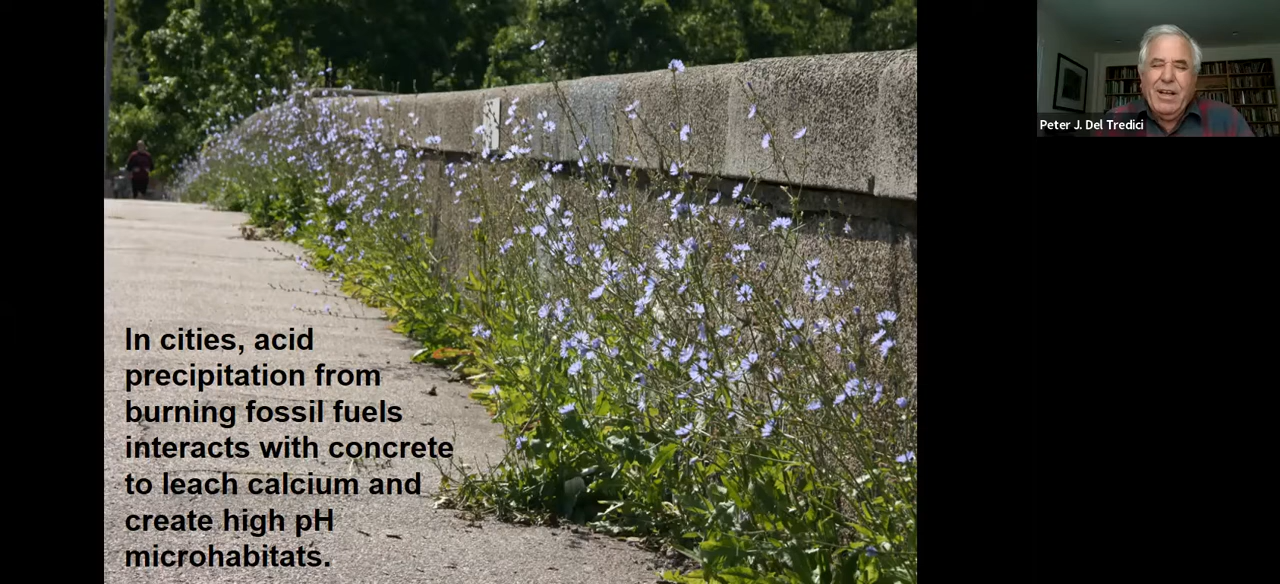 In cities, acid
precipitation from
burning fossil fuels
interacts with concrete
to leach calcium and
create high pH
microhabitats.
Peter J. Del Tredici